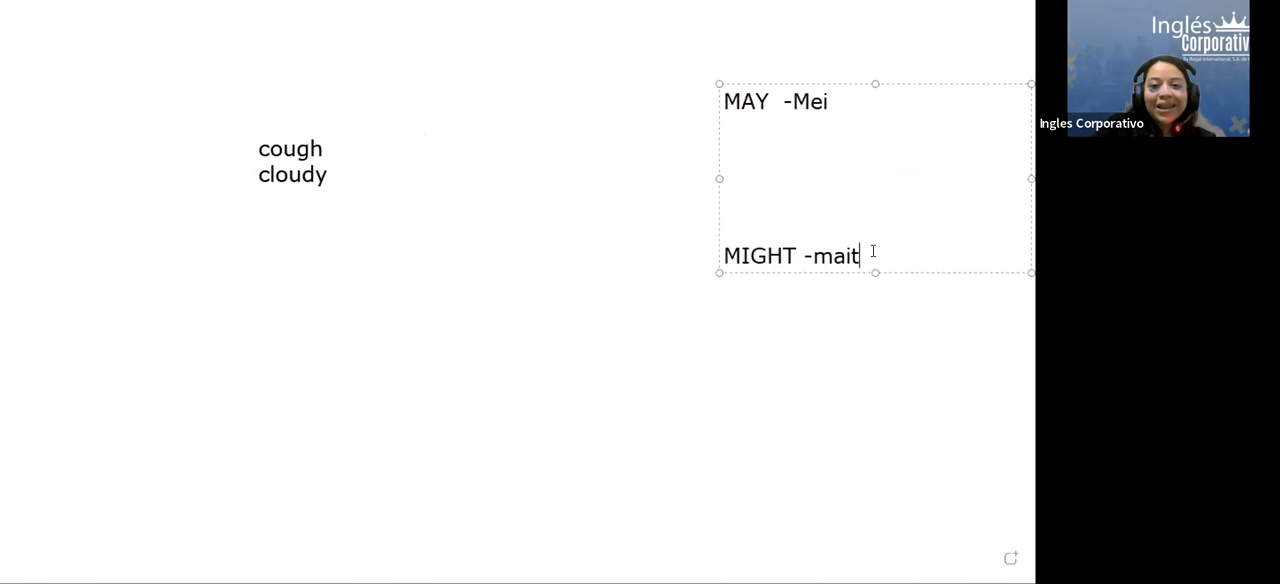 cough
cloudy
MAY -Mei
MIGHT -mait
Inglés
Corporativ
Ingles Corporativo